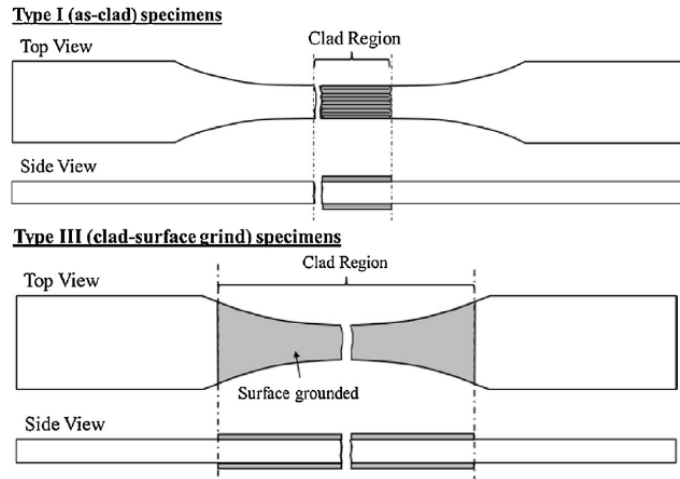 Type I (as-clad) specimens
Top View
Clad Region
Side View
Type III (clad-surface grind) specimens
Clad Region
Top View
Surface grounded
Side View